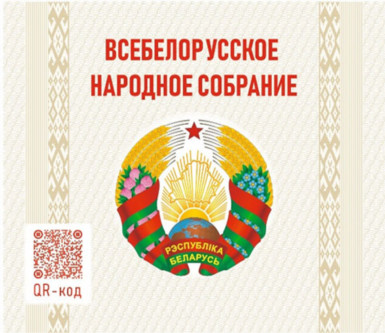 ВСЕБЕЛОРУССКОЕ
НАРОДНОЕ СОБРАНИЕ
РЭСПУБЛІКА
БЕЛАРУСЬ
QR-код